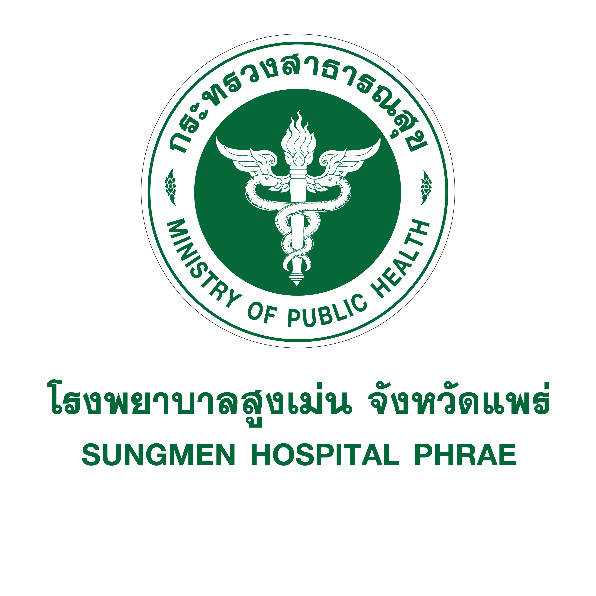 กระทรวงสาธารณสุข
MINISTRY OF PUBLIC HEALTH
โรงพยาบาลสูงเม่น จังหวัดแพร่
SUNGMEN HOSPITAL PHRAE